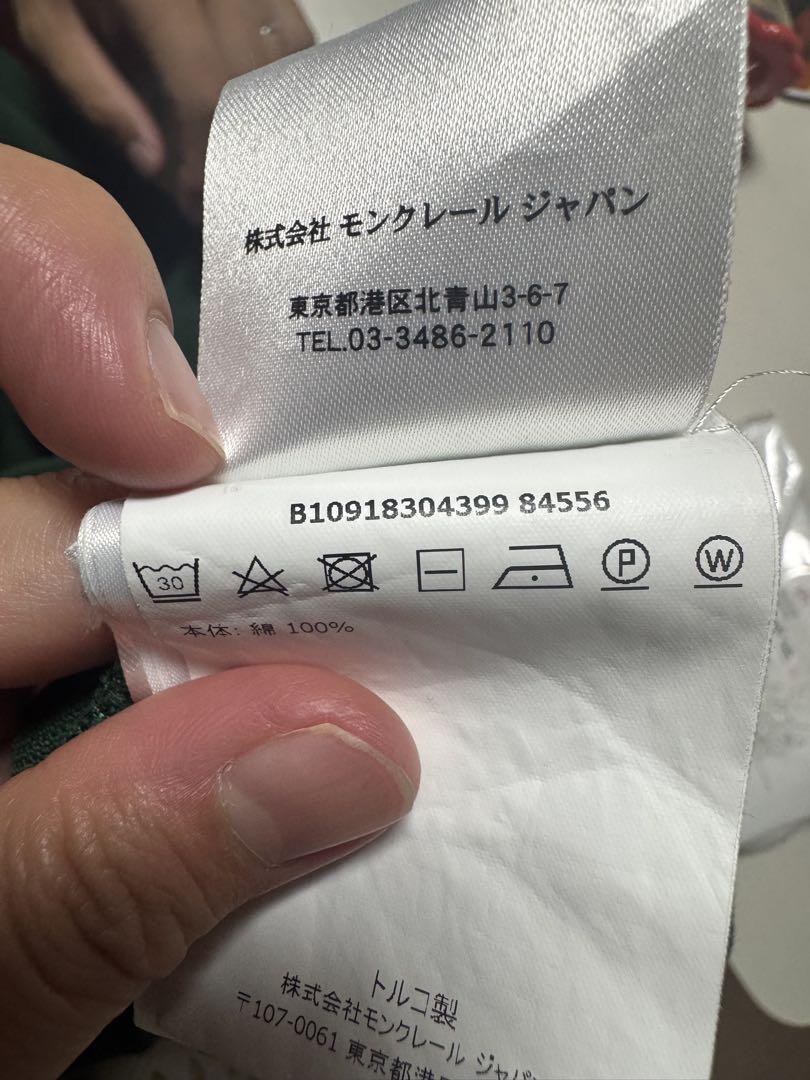 株式会社 モンクレール ジャパン
東京都港区北青山3-6-7
TEL.03-3486-2110
B10918304399 84556
30
P
W
本体: 綿 100%
トルコ製
株式会社モンクレール ジャパン
〒107-0061 東京都港区